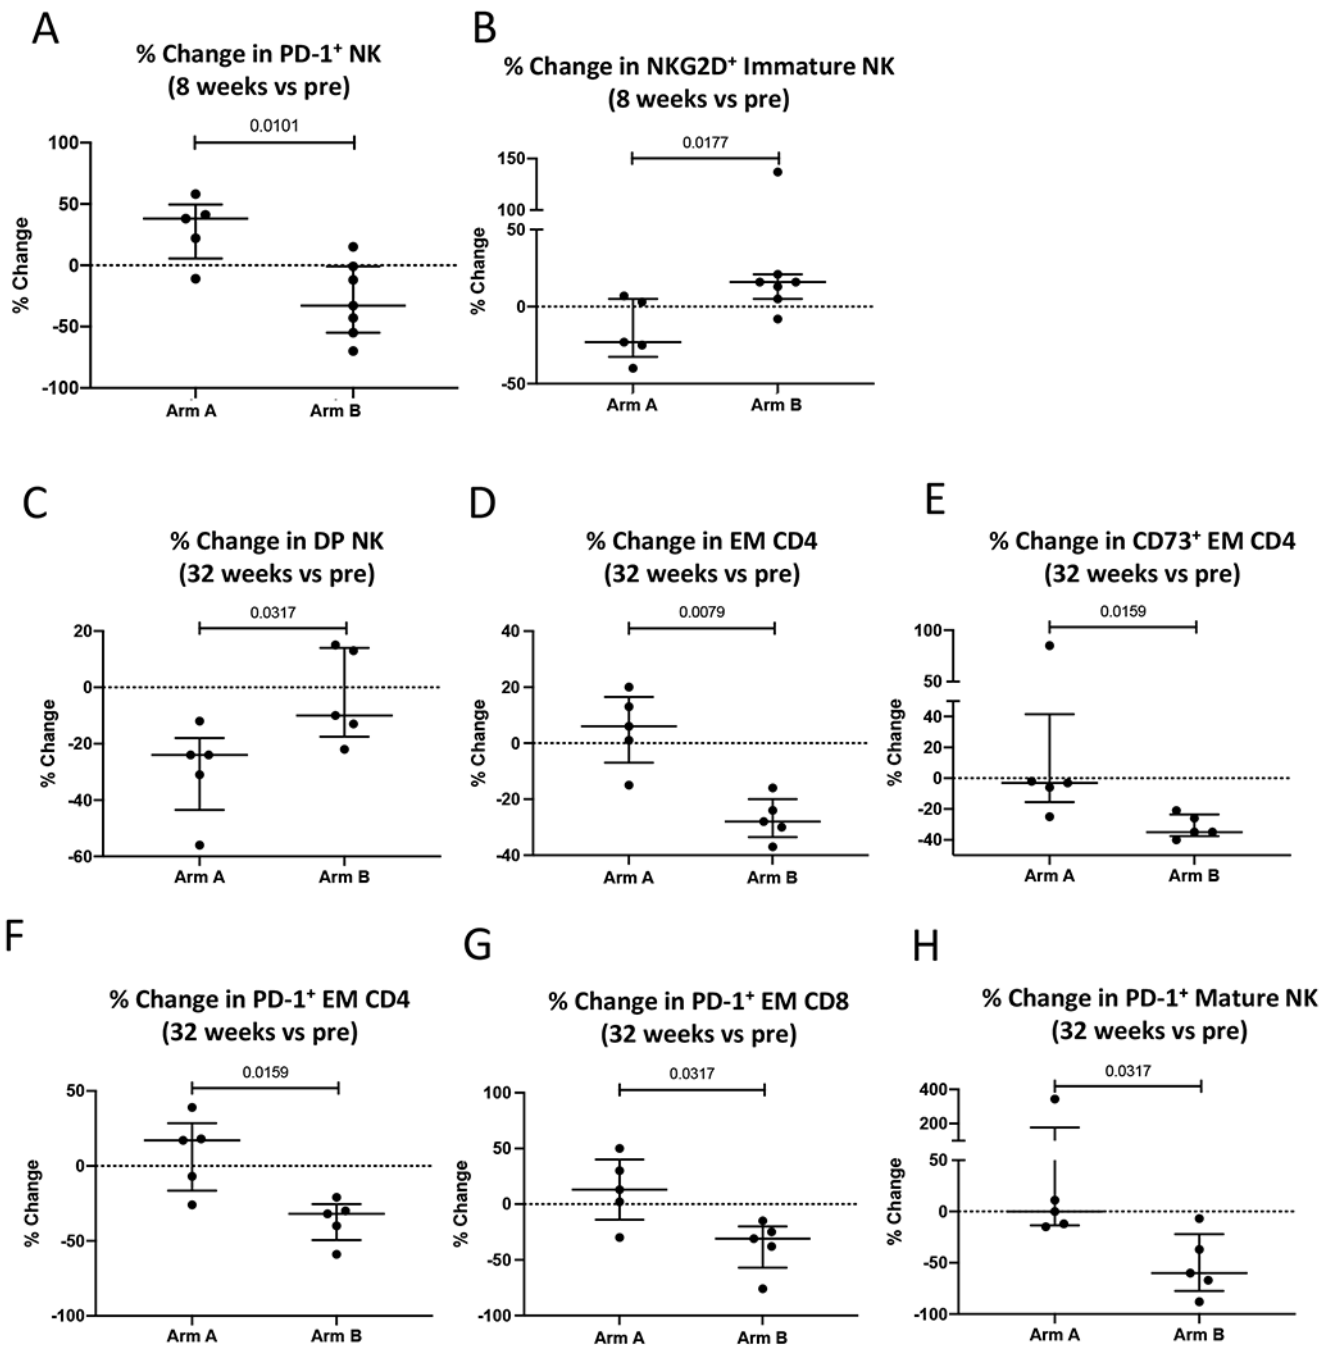 A
% Change in PD-1⁺ NK
(8 weeks vs pre)
0.0101
100
50
0
-50
-100
% Change
Arm A
Arm B
B
% Change in NKG2D⁺ Immature NK
(8 weeks vs pre)
0.0177
150
100
50
0
-50
% Change
Arm A
Arm B
C
% Change in DP NK
(32 weeks vs pre)
0.0317
20
0
-20
-40
-60
% Change
Arm A
Arm B
D
% Change in EM CD4
(32 weeks vs pre)
0.0079
40
20
0
-20
-40
% Change
Arm A
Arm B
E
% Change in CD73⁺ EM CD4
(32 weeks vs pre)
0.0159
100
50
40
20
0
-20
-40
% Change
Arm A
Arm B
F
% Change in PD-1⁺ EM CD4
(32 weeks vs pre)
0.0159
50
0
-50
-100
% Change
Arm A
Arm B
G
% Change in PD-1⁺ EM CD8
(32 weeks vs pre)
0.0317
100
50
0
-50
-100
% Change
Arm A
Arm B
H
% Change in PD-1⁺ Mature NK
(32 weeks vs pre)
0.0317
400
200
50
0
-50
-100
% Change
Arm A
Arm B